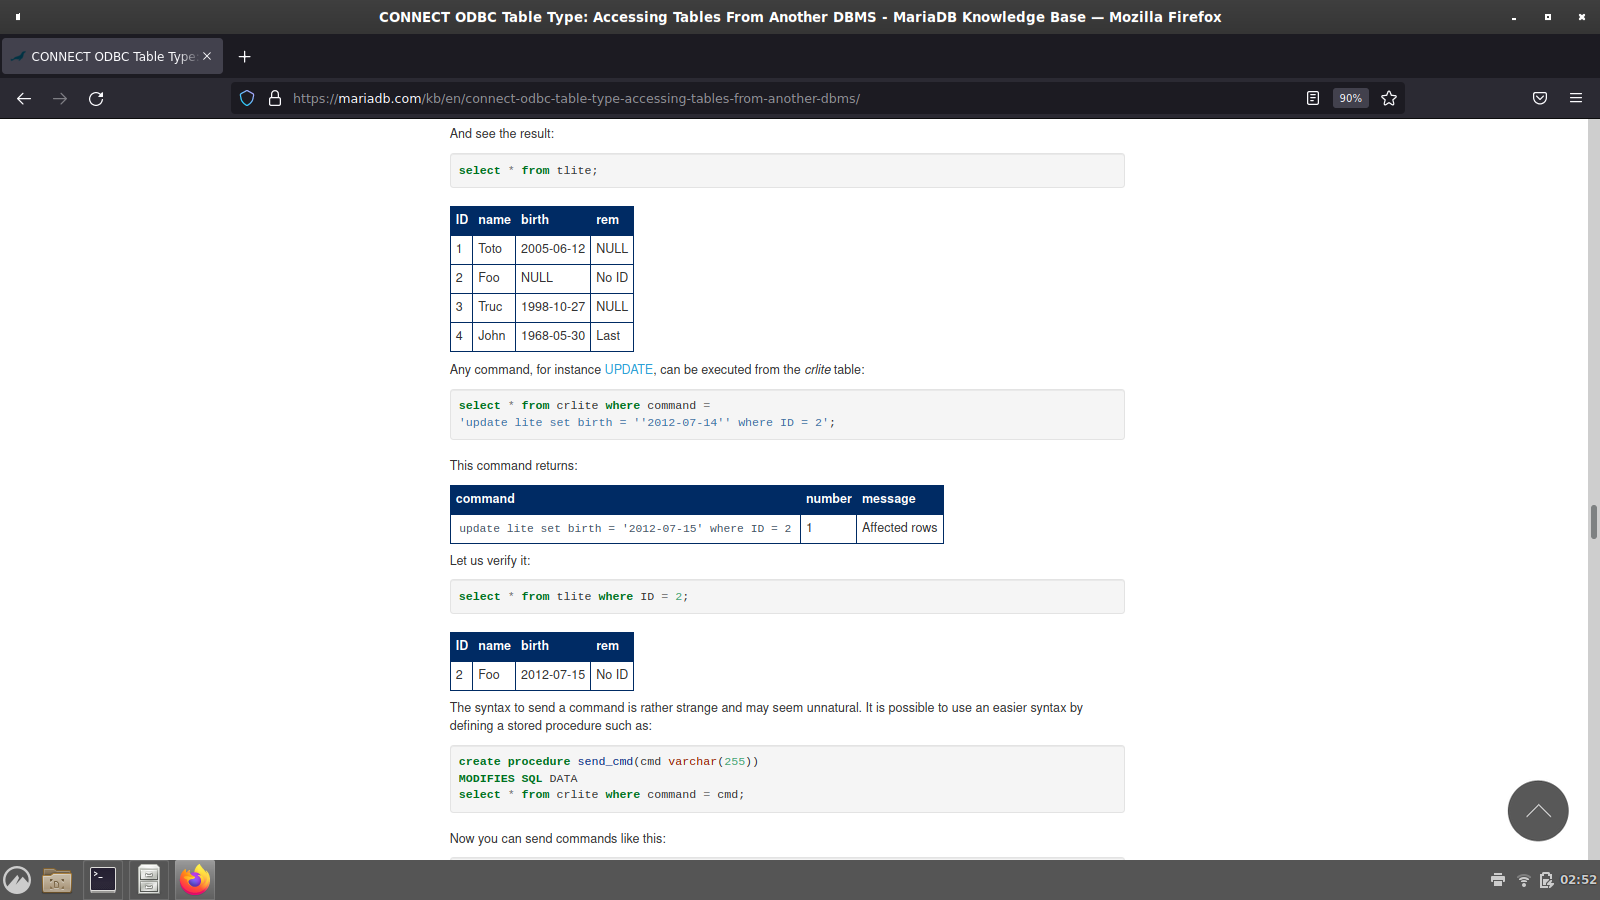 CONNECT ODBC Table Type: Accessing Tables From Another DBMS - MariaDB Knowledge Base — Mozilla Firefox
CONNECT ODBC Table Type:
https://mariadb.com/kb/en/connect-odbc-table-type-accessing-tables-from-another-dbms/
90%
And see the result:
select * from tlite;
ID name birth rem
1 Toto 2005-06-12 NULL
2 Foo NULL No ID
3 Truc 1998-10-27 NULL
4 John 1968-05-30 Last
Any command, for instance UPDATE, can be executed from the crlite table:
select * from crlite where command =
'update lite set birth = ''2012-07-14'' where ID = 2';
This command returns:
command number message
update lite set birth = '2012-07-15' where ID = 2 1 Affected rows
Let us verify it:
select * from tlite where ID = 2;
ID name birth rem
2 Foo 2012-07-15 No ID
The syntax to send a command is rather strange and may seem unnatural. It is possible to use an easier syntax by
defining a stored procedure such as:
create procedure send_cmd(cmd varchar(255))
MODIFIES SQL DATA
select * from crlite where command = cmd;
Now you can send commands like this:
02:52